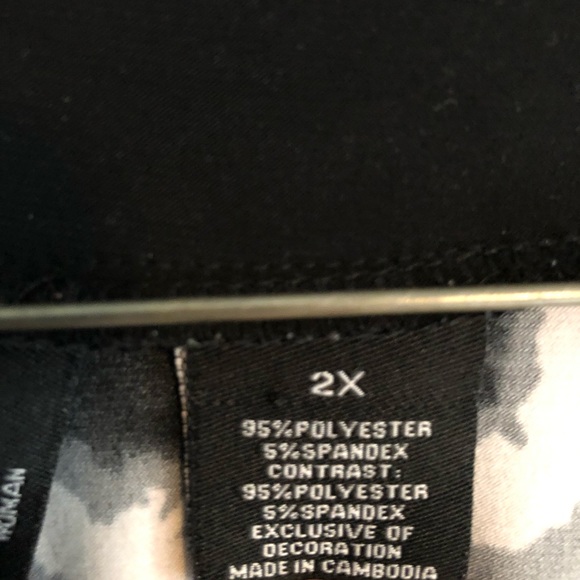 2X
95%POLYESTER
5%SPANDEX
CONTRAST:
95%POLYESTER
5%SPANDEX
EXCLUSIVE OF
DECORATION
MADE IN CAMBODIA